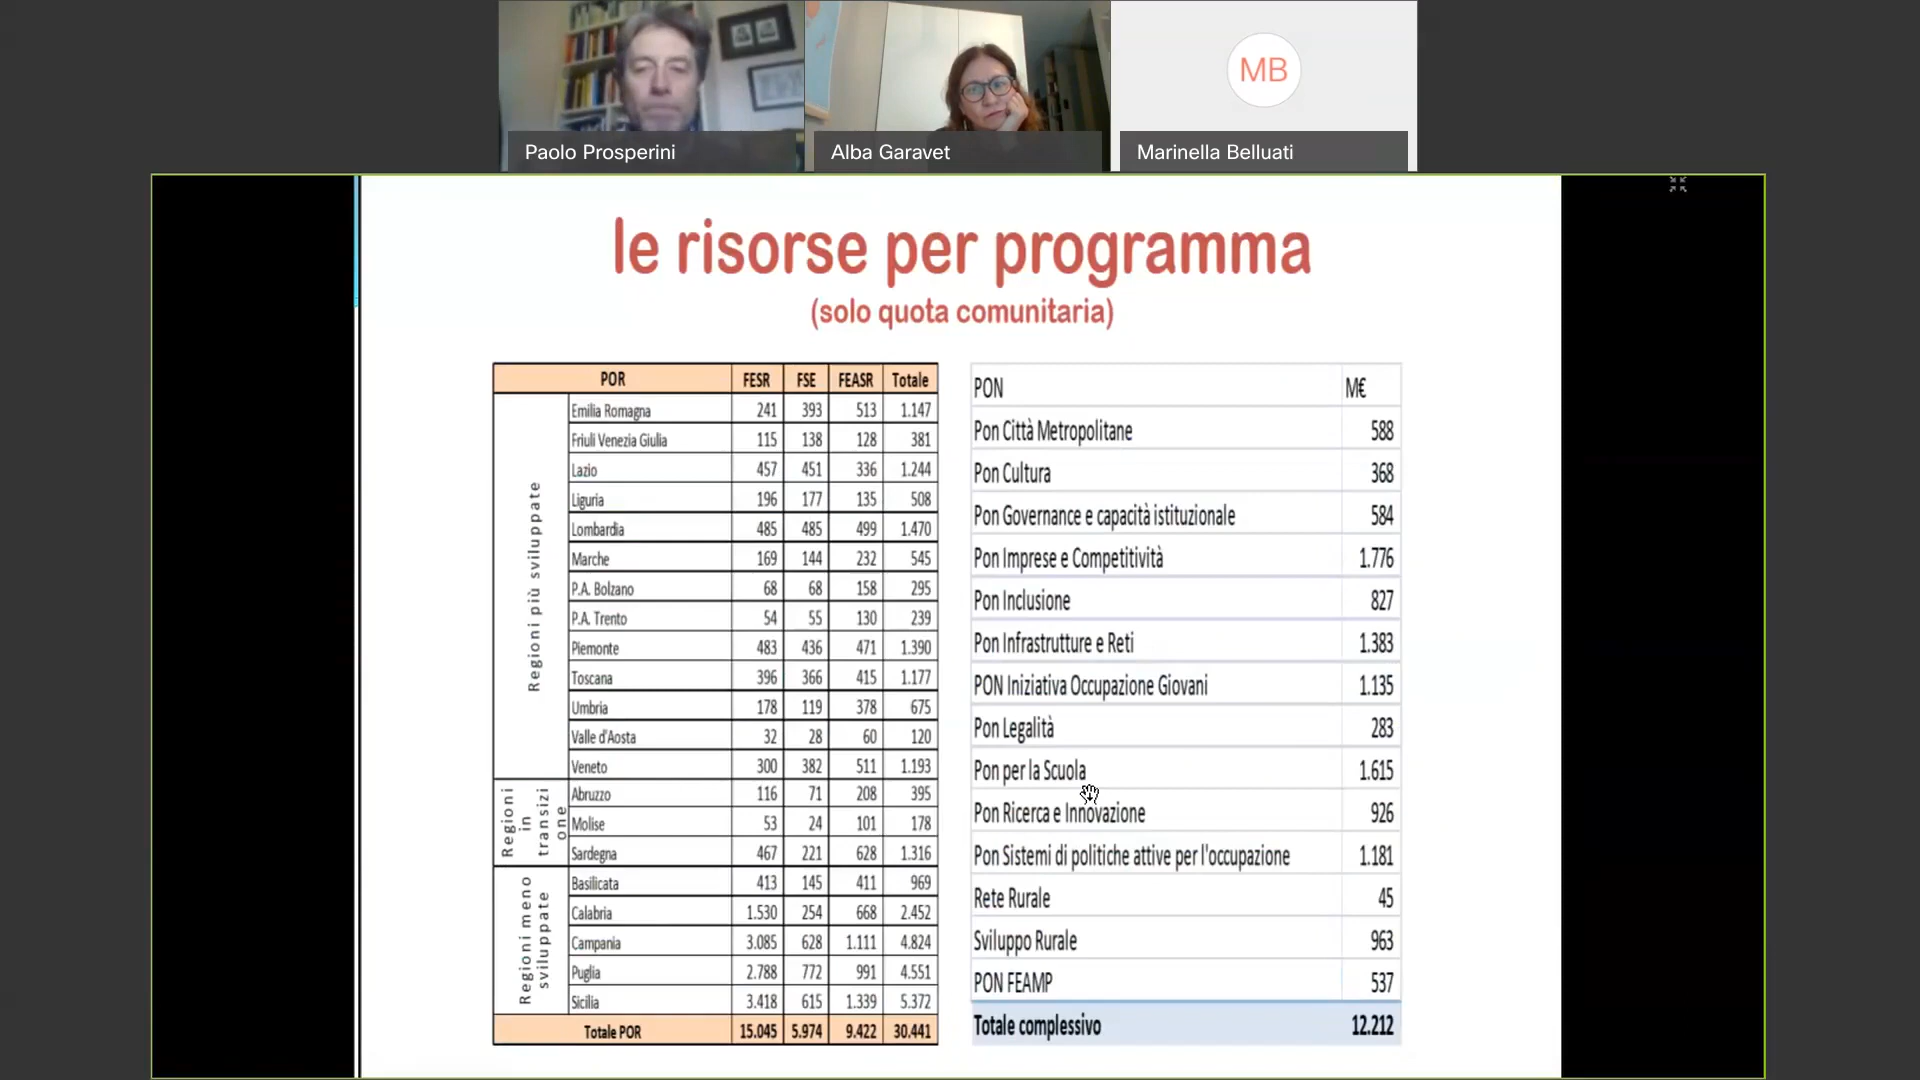 Paolo Prosperini
Alba Garavet
MB
Marinella Belluati
le risorse per programma
(solo quota comunitaria)
POR FESR FSE FEASR Totale
Regioni più sviluppate
Emilia Romagna 241 393 513 1.147
Friuli Venezia Giulia 115 138 128 381
Lazio 457 451 336 1.244
Liguria 196 177 135 508
Lombardia 485 485 499 1.470
Marche 169 144 232 545
P.A. Bolzano 68 68 158 295
P.A. Trento 54 55 130 239
Piemonte 483 436 471 1.390
Toscana 396 366 415 1.177
Umbria 178 119 378 675
Valle d'Aosta 32 28 60 120
Veneto 300 382 511 1.193
Regioni
in
transizi
one
Abruzzo 116 71 208 395
Molise 53 24 101 178
Sardegna 467 221 628 1.316
Regioni meno
sviluppate
Basilicata 413 145 411 969
Calabria 1.530 254 668 2.452
Campania 3.085 628 1.111 4.824
Puglia 2.788 772 991 4.551
Sicilia 3.418 615 1.339 5.372
Totale POR 15.045 5.974 9.422 30.441
PON M€
Pon Città Metropolitane 588
Pon Cultura 368
Pon Governance e capacità istituzionale 584
Pon Imprese e Competitività 1.776
Pon Inclusione 827
Pon Infrastrutture e Reti 1.383
PON Iniziativa Occupazione Giovani 1.135
Pon Legalità 283
Pon per la Scuola 1.615
Pon Ricerca e Innovazione 926
Pon Sistemi di politiche attive per l'occupazione 1.181
Rete Rurale 45
Sviluppo Rurale 963
PON FEAMP 537
Totale complessivo 12.212